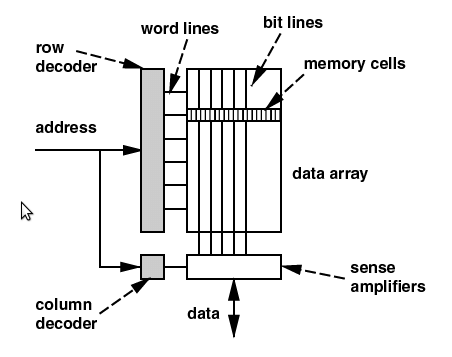 bit lines
word lines
row
decoder
memory cells
address
data array
sense
amplifiers
column
decoder
data